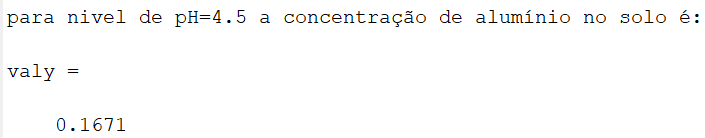 para nivel de pH=4.5 a concentração de alumínio no solo é:
valy =
0.1671